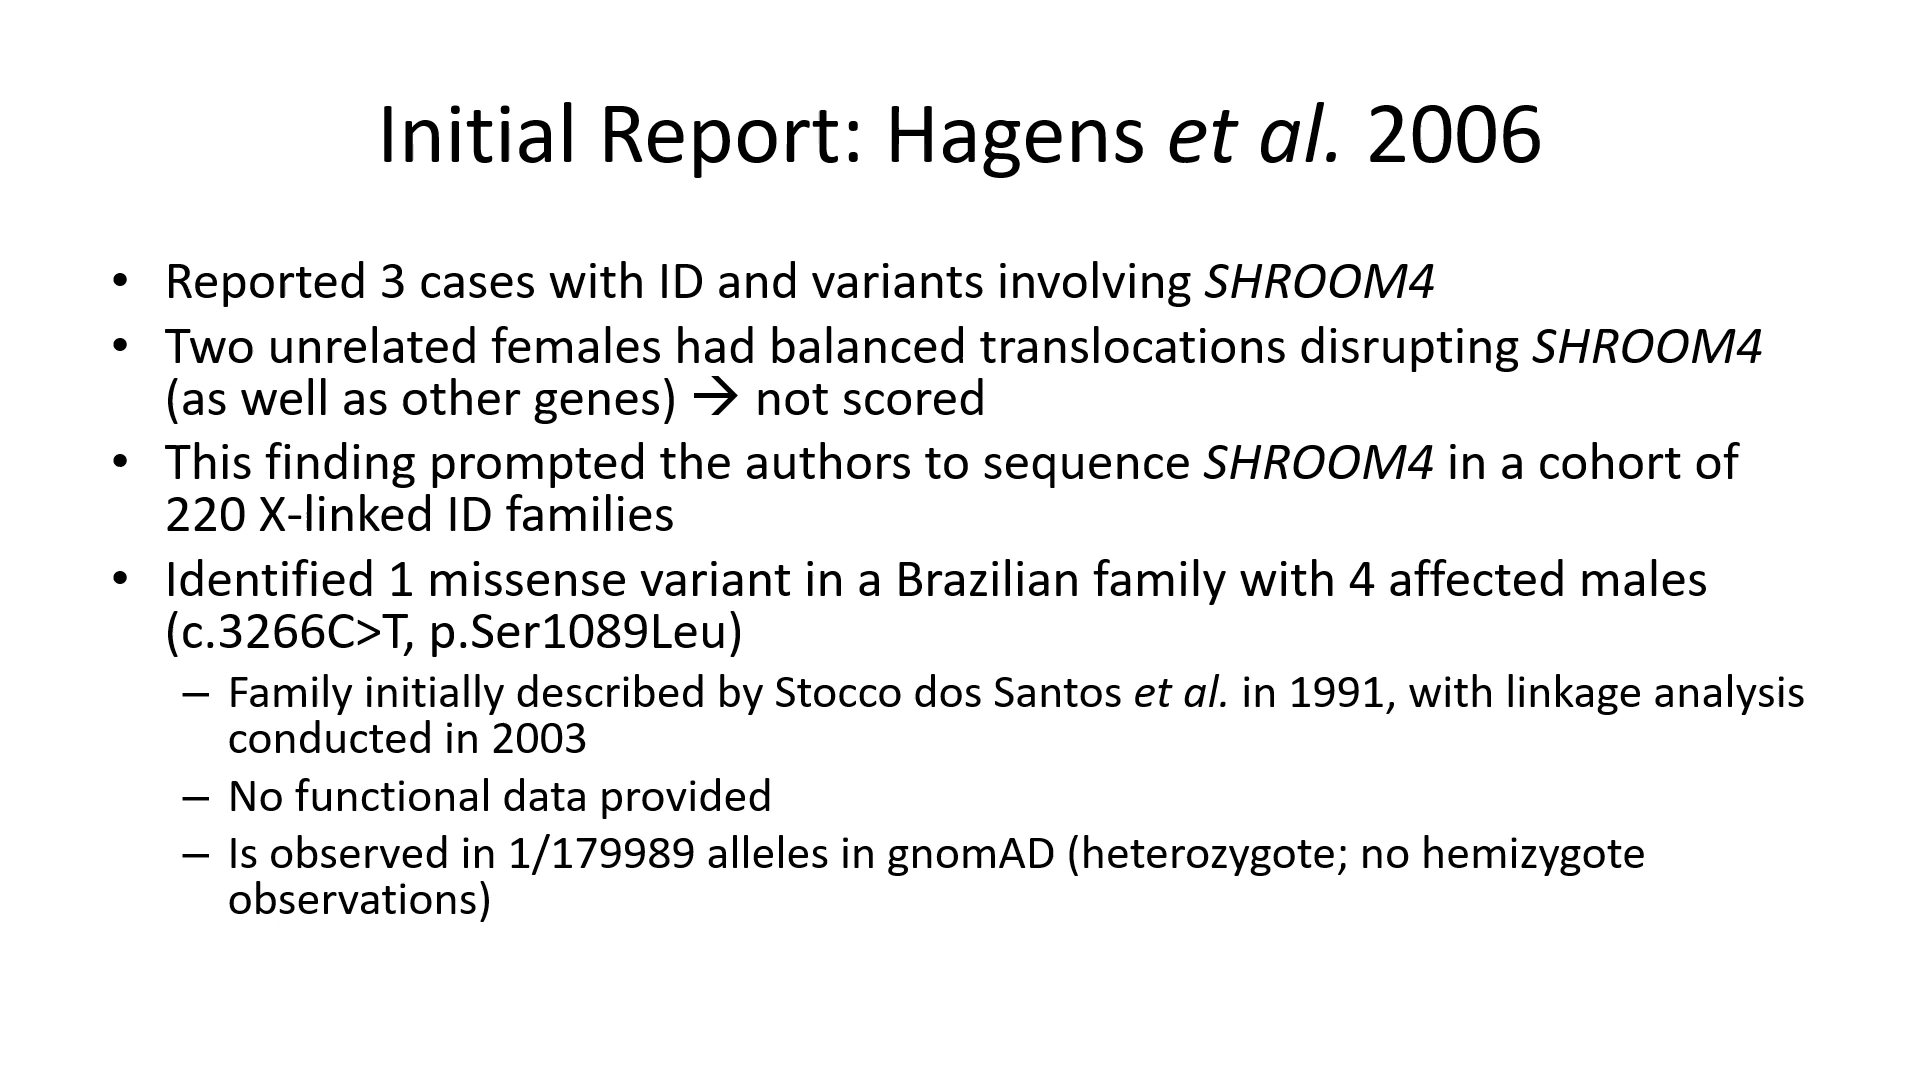 Initial Report: Hagens et al. 2006
• Reported 3 cases with ID and variants involving SHROOM4
• Two unrelated females had balanced translocations disrupting SHROOM4
(as well as other genes) → not scored
• This finding prompted the authors to sequence SHROOM4 in a cohort of
220 X-linked ID families
• Identified 1 missense variant in a Brazilian family with 4 affected males
(c.3266C>T, p.Ser1089Leu)
– Family initially described by Stocco dos Santos et al. in 1991, with linkage analysis
conducted in 2003
– No functional data provided
– Is observed in 1/179989 alleles in gnomAD (heterozygote; no hemizygote
observations)